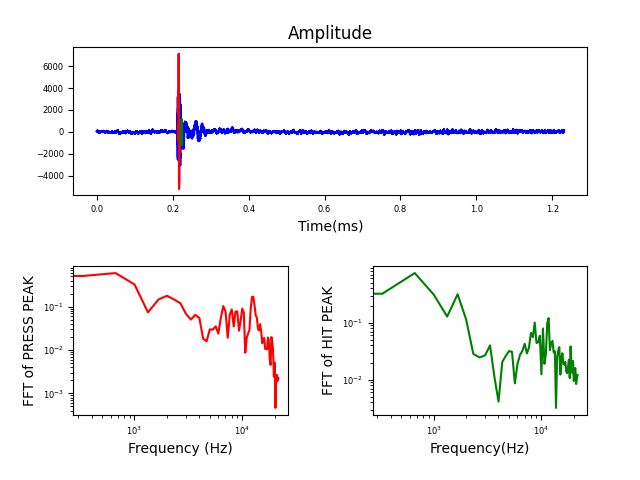 Amplitude
6000
4000
2000
0
−2000
−4000
0.0 0.2 0.4 0.6 0.8 1.0 1.2
Time(ms)
FFT of PRESS PEAK
10⁻¹
10⁻²
10⁻³
10³ 10⁴
Frequency (Hz)
FFT of HIT PEAK
10⁻¹
10⁻²
10³ 10⁴
Frequency(Hz)